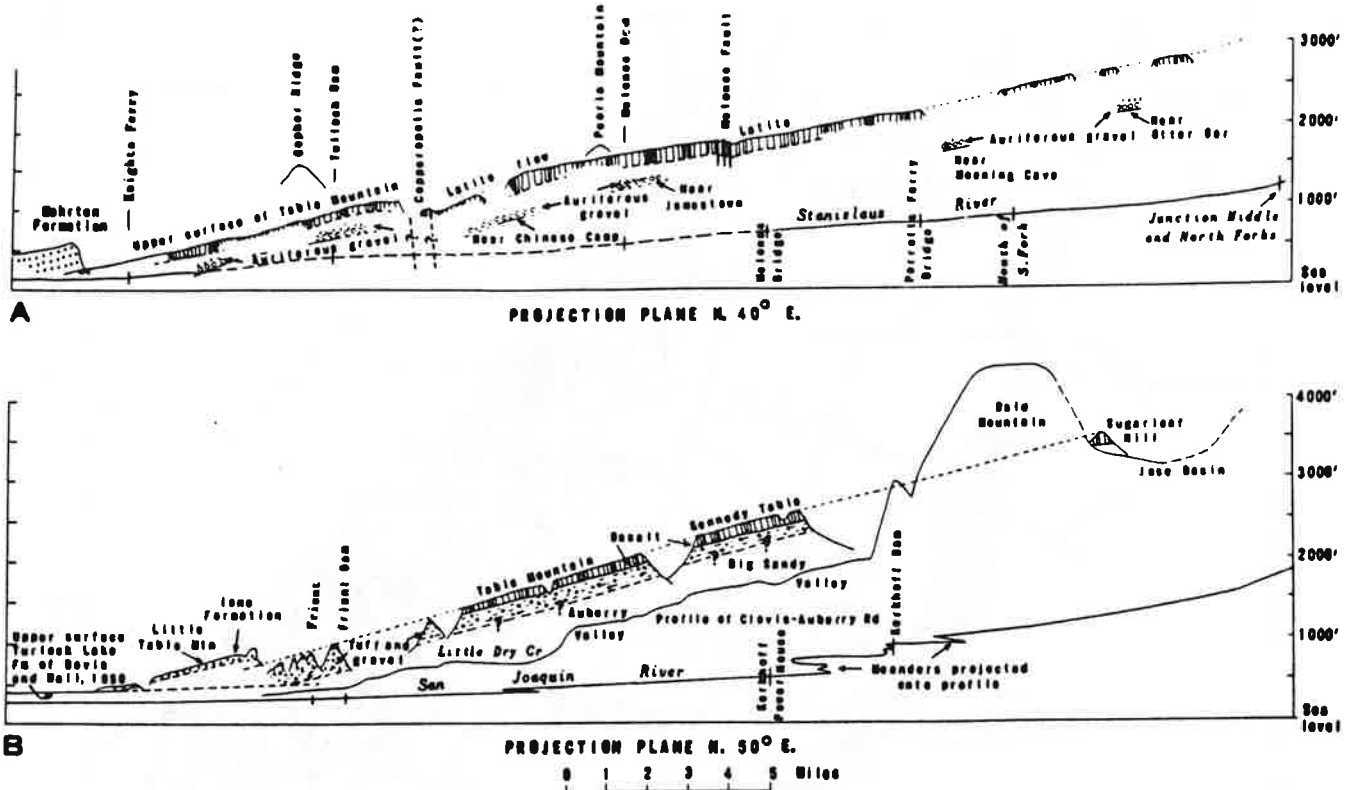 3000'
2000'
1000'
Sea
level
Mehrten
Formation
Knights Ferry
Gopher Ridge
Tulloch Dam
Copperopolis Fault(?)
Peoria Mountain
Melones Dam
Melones Fault
Upper surface of Table Mountain
Latite flow
Latite
Auriferous gravel
Auriferous
gravel
Near
Jamestown
Near Chinese Camp
Auriferous gravel
Near
Otter Bar
Near
Stanislaus River
Melones
Bridge
Parrotts Ferry
Bridge
Mouth of
S. Fork
Junction Middle
and North Forks
A
PROJECTION PLANE N. 40° E.
4000'
3000'
2000'
1000'
Sea
level
Bald
Mountain
Sugarloaf
Hill
Jose Basin
Kennedy Table
Basalt
Table Mountain
Big Sandy
Valley
Auberry
Valley
Profile of Clovis-Auberry Rd
Kerkhoff Dam
Friant
Friant Dam
Ione
Formation
Little
Table Mtn
Upper surface
Turlock Lake
Fm of Davis
and Hall, 1959
Tuff and
gravel
Little Dry Cr
San Joaquin River
Kerkhoff
Powerhouse
Meanders projected
onto profile
B
PROJECTION PLANE N. 50° E.
0 1 2 3 4 5 Miles